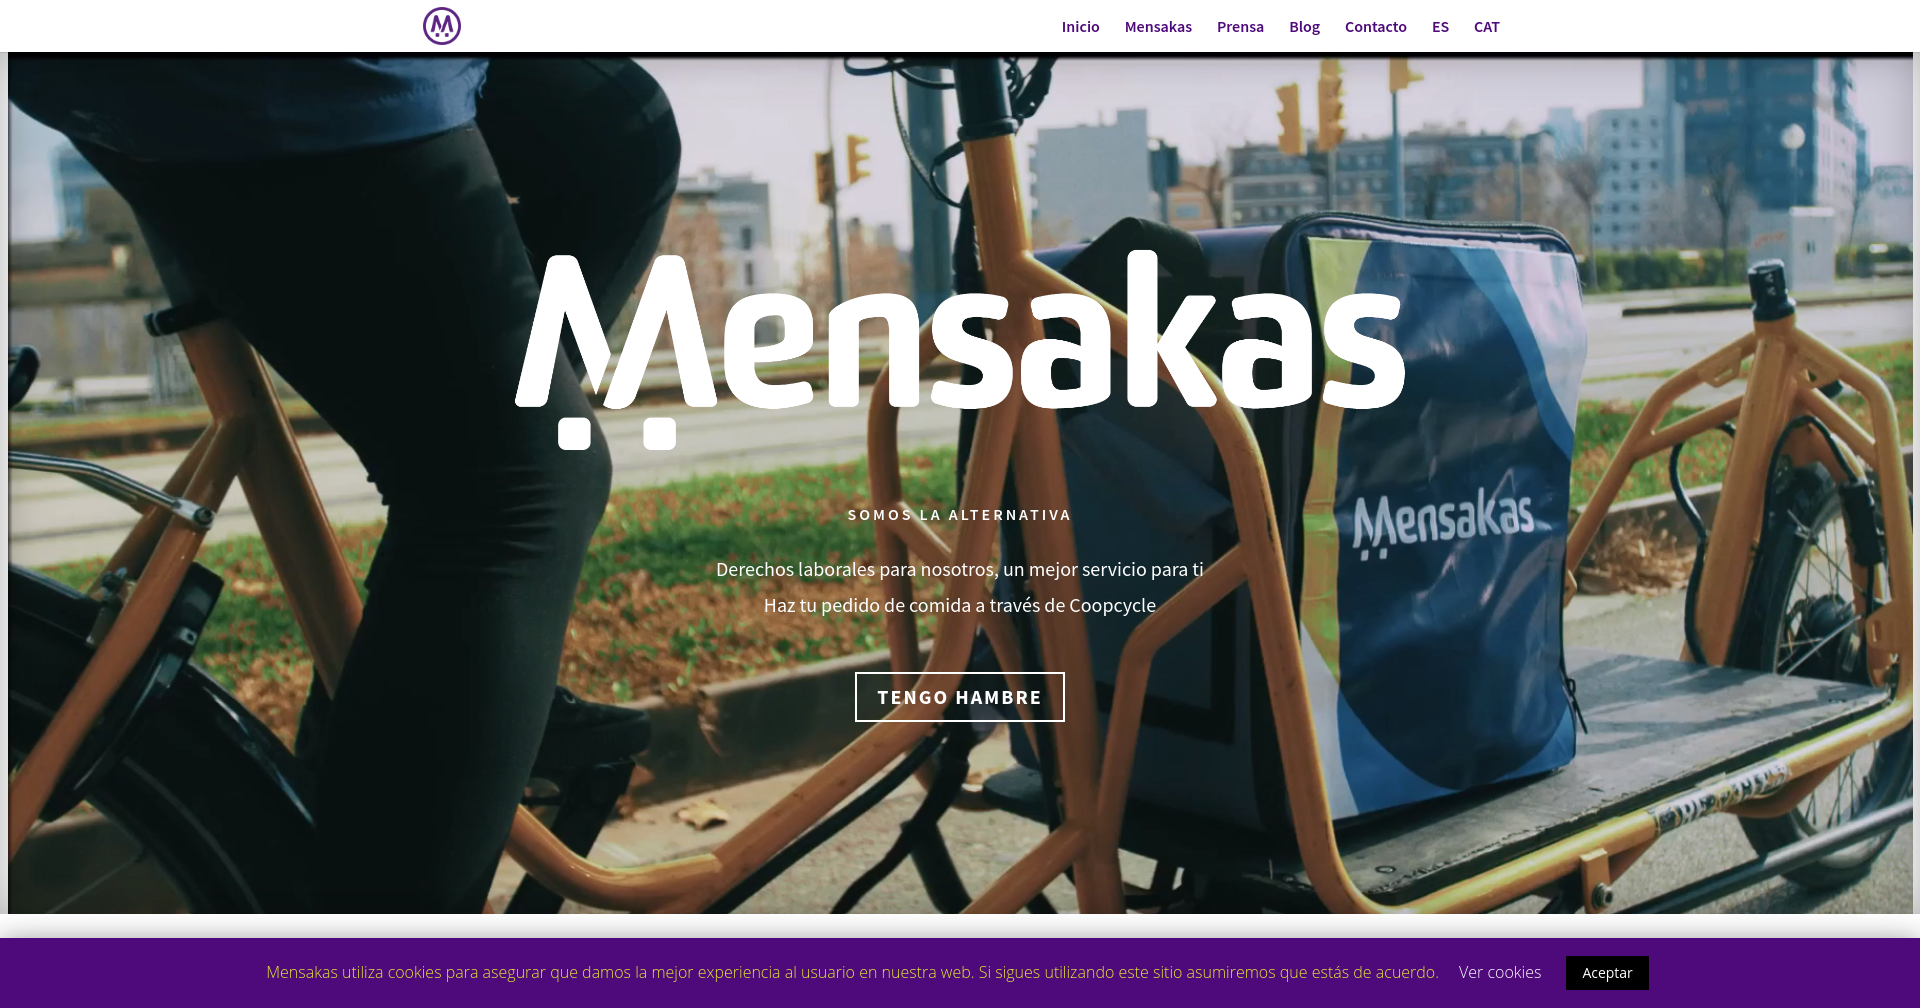 M
Inicio Mensakas Prensa Blog Contacto ES CAT
Mensakas
SOMOS LA ALTERNATIVA
Mensakas
Derechos laborales para nosotros, un mejor servicio para ti
Haz tu pedido de comida a través de Coopcycle
TENGO HAMBRE
Mensakas utiliza cookies para asegurar que damos la mejor experiencia al usuario en nuestra web. Si sigues utilizando este sitio asumiremos que estás de acuerdo. Ver cookies Aceptar